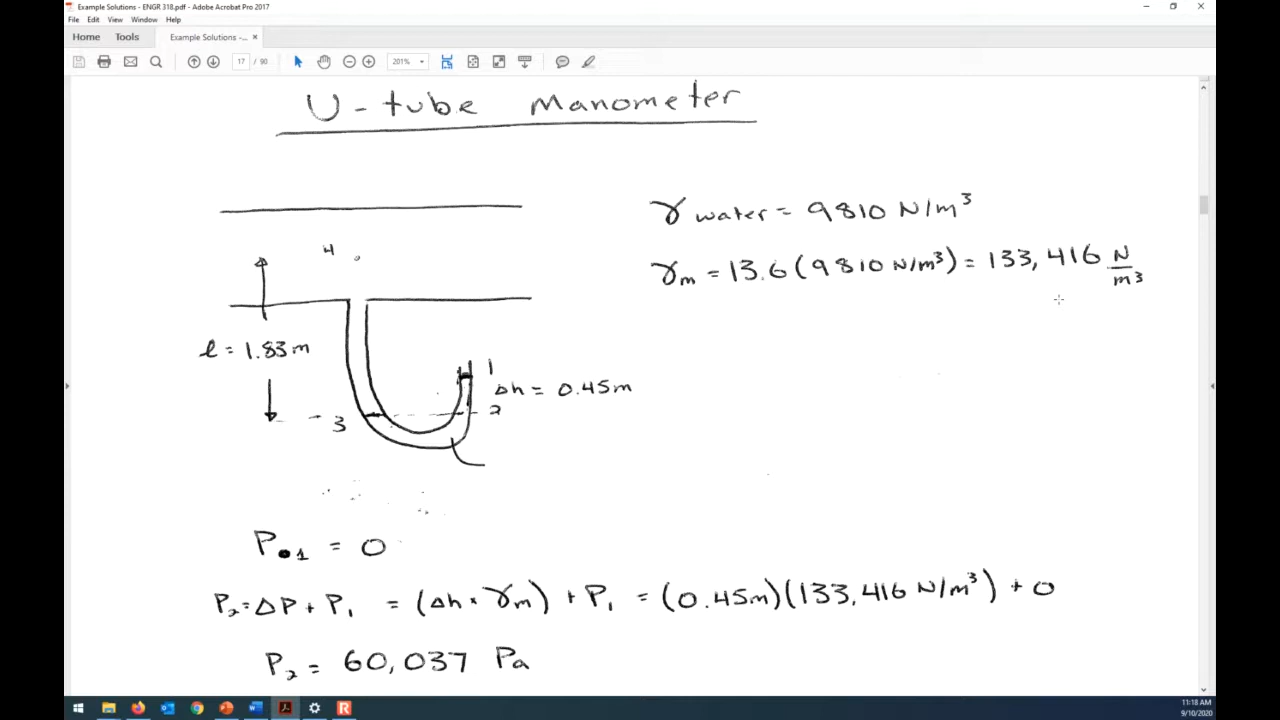 Example Solutions - ENGR 318.pdf - Adobe Acrobat Pro 2017
File Edit View Window Help
Home Tools Example Solutions -... ×
17 / 90 201%
U-tube Manometer
γ water = 9810 N/m³
4
γm = 13.6 (9810 N/m³) = 133,416 N/m³
l = 1.83m
1
Δh = 0.45m
2
3
P1 = 0
P2 = ΔP + P1 = (Δh × γm) + P1 = (0.45m)(133,416 N/m³) + 0
P2 = 60,037 Pa
11:18 AM
9/10/2020